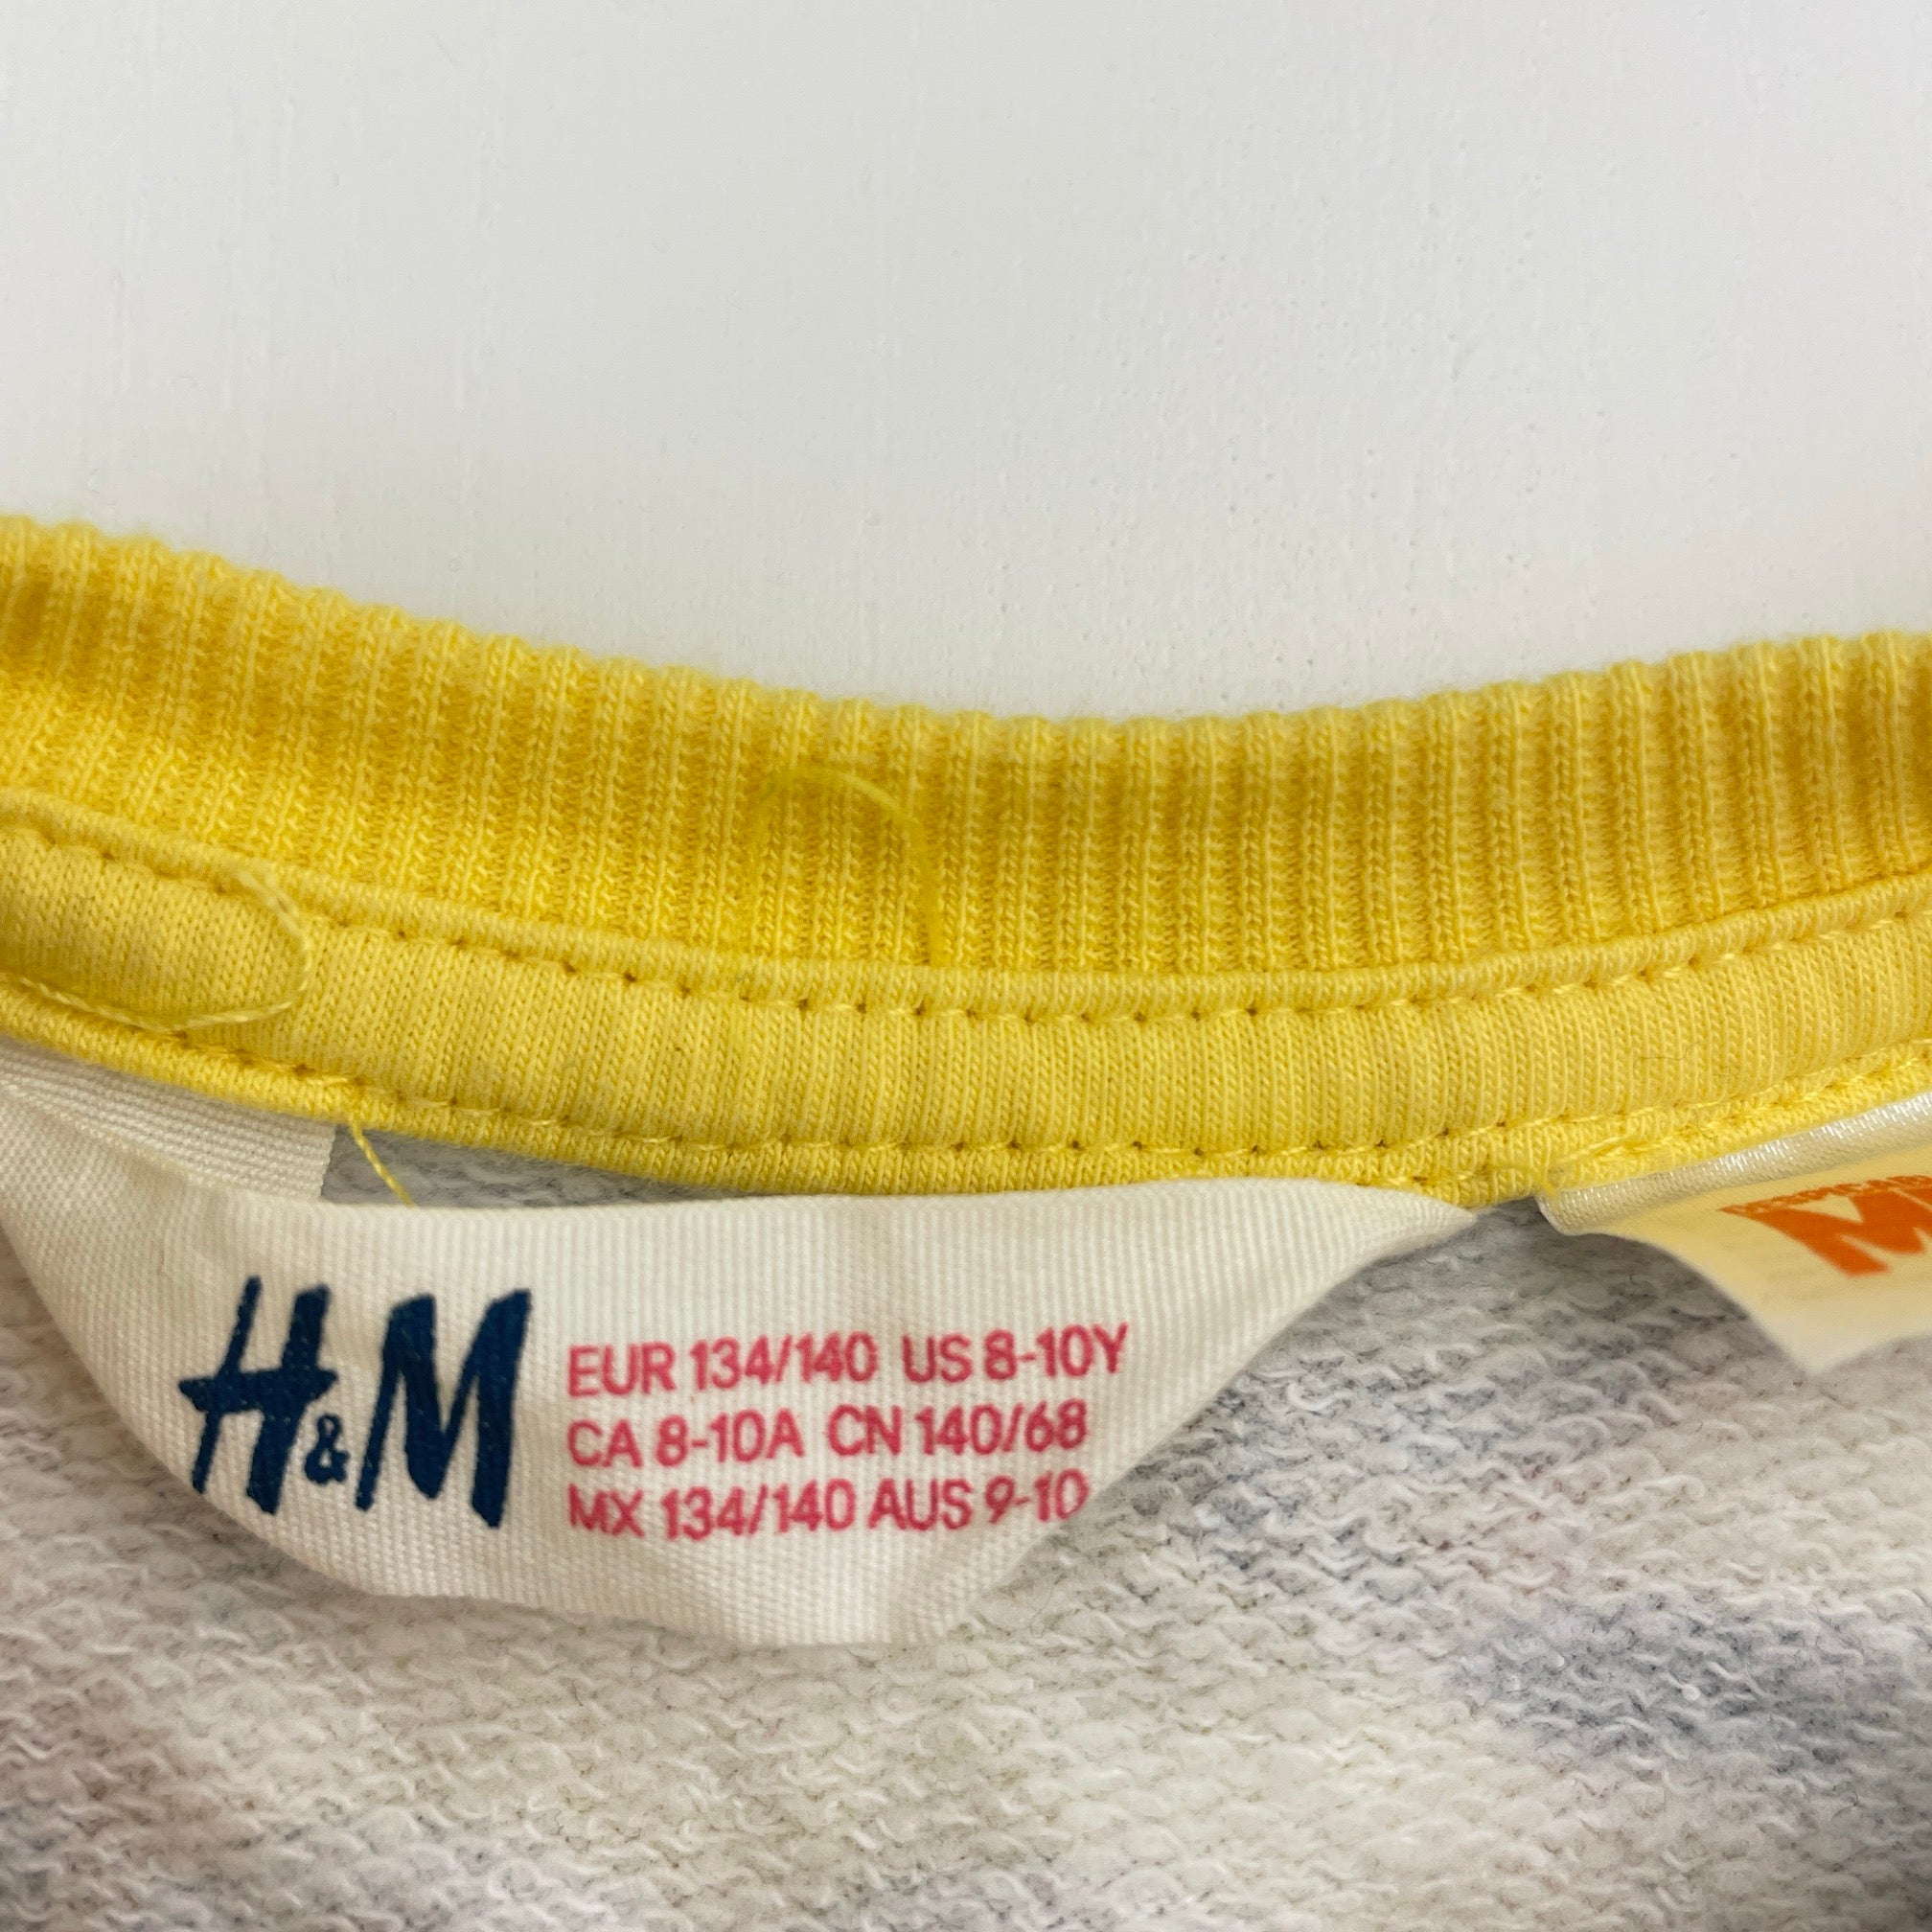 H&M
EUR 134/140 US 8-10Y
CA 8-10A CN 140/68
MX 134/140 AUS 9-10